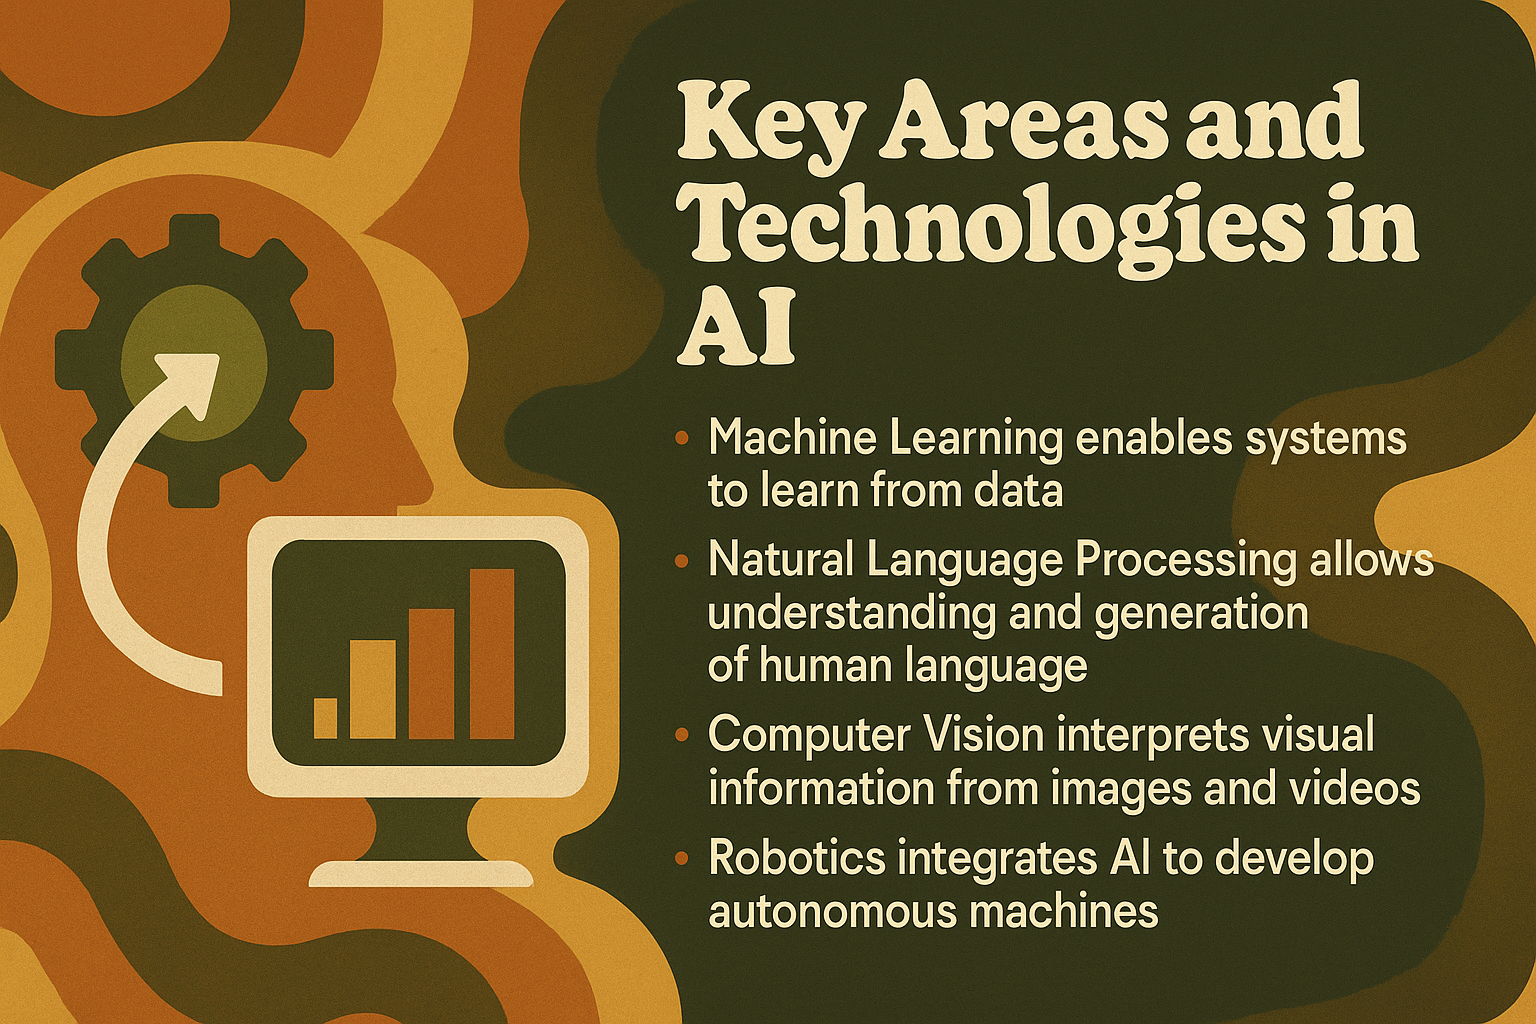 Key Areas and
Technologies in
AI
• Machine Learning enables systems
to learn from data
• Natural Language Processing allows
understanding and generation
of human language
• Computer Vision interprets visual
information from images and videos
• Robotics integrates AI to develop
autonomous machines